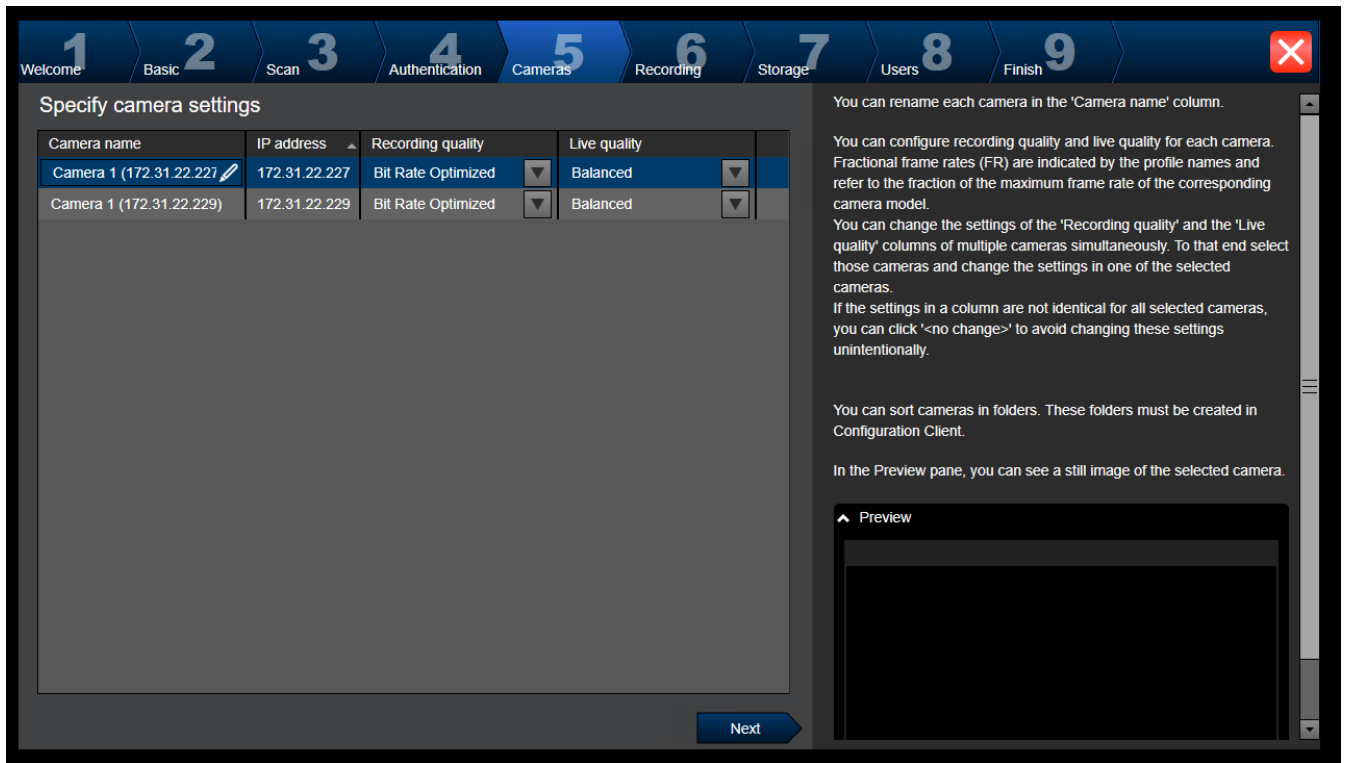 1 Welcome
2 Basic
3 Scan
4 Authentication
5 Cameras
6 Recording
7 Storage
8 Users
9 Finish
Specify camera settings
Camera name IP address Recording quality Live quality
Camera 1 (172.31.22.227 172.31.22.227 Bit Rate Optimized Balanced
Camera 1 (172.31.22.229) 172.31.22.229 Bit Rate Optimized Balanced
Next
You can rename each camera in the 'Camera name' column.
You can configure recording quality and live quality for each camera.
Fractional frame rates (FR) are indicated by the profile names and
refer to the fraction of the maximum frame rate of the corresponding
camera model.
You can change the settings of the 'Recording quality' and the 'Live
quality' columns of multiple cameras simultaneously. To that end select
those cameras and change the settings in one of the selected
cameras.
If the settings in a column are not identical for all selected cameras,
you can click '<no change>' to avoid changing these settings
unintentionally.
You can sort cameras in folders. These folders must be created in
Configuration Client.
In the Preview pane, you can see a still image of the selected camera.
Preview